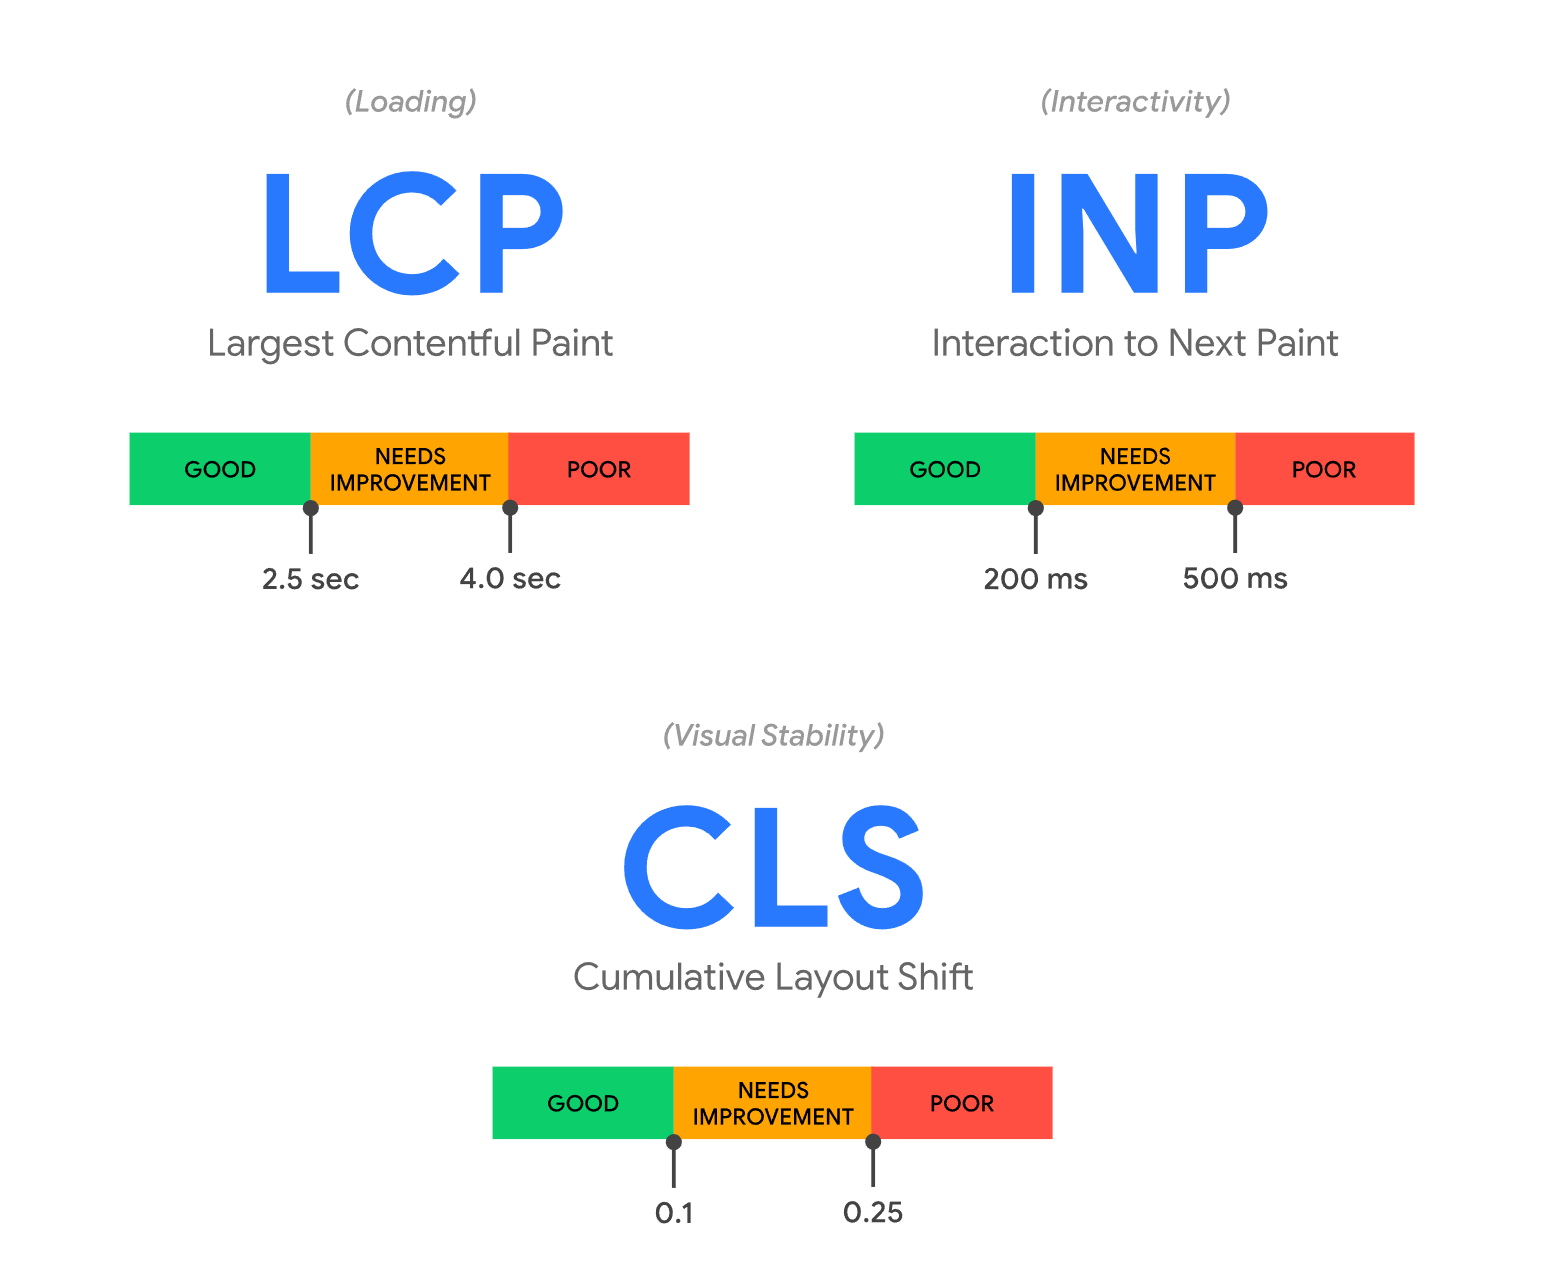 (Loading)
LCP
Largest Contentful Paint
GOOD
NEEDS
IMPROVEMENT
POOR
2.5 sec
4.0 sec
(Interactivity)
INP
Interaction to Next Paint
GOOD
NEEDS
IMPROVEMENT
POOR
200 ms
500 ms
(Visual Stability)
CLS
Cumulative Layout Shift
GOOD
NEEDS
IMPROVEMENT
POOR
0.1
0.25